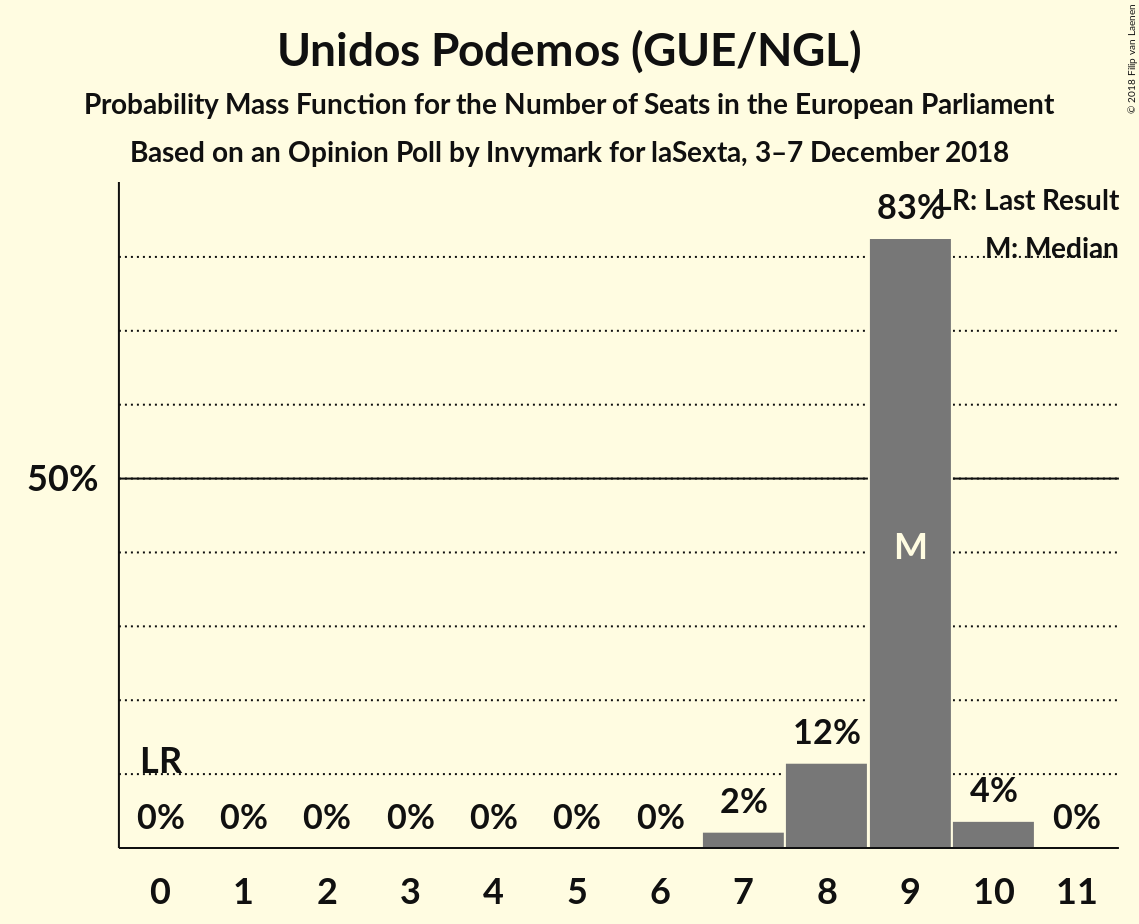 Unidos Podemos (GUE/NGL)
Probability Mass Function for the Number of Seats in the European Parliament
Based on an Opinion Poll by Invymark for laSexta, 3–7 December 2018
© 2018 Filip van Laenen
LR: Last Result
M: Median
83%
50%
M
LR
12%
2%
4%
0% 0% 0% 0% 0% 0% 0% 0%
0 1 2 3 4 5 6 7 8 9 10 11